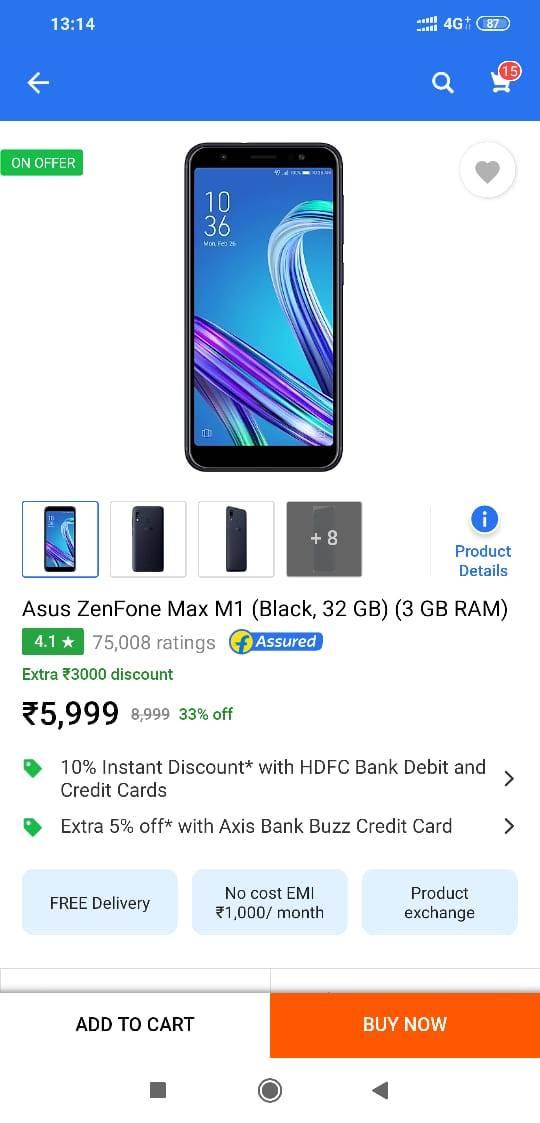 13:14
4G+
87
15
ON OFFER
10
36
Mon, Feb 26
+ 8
Product
Details
Asus ZenFone Max M1 (Black, 32 GB) (3 GB RAM)
4.1 ★ 75,008 ratings f Assured
Extra ₹3000 discount
₹5,999 8,999 33% off
10% Instant Discount* with HDFC Bank Debit and
Credit Cards
Extra 5% off* with Axis Bank Buzz Credit Card
FREE Delivery
No cost EMI
₹1,000/ month
Product
exchange
ADD TO CART
BUY NOW